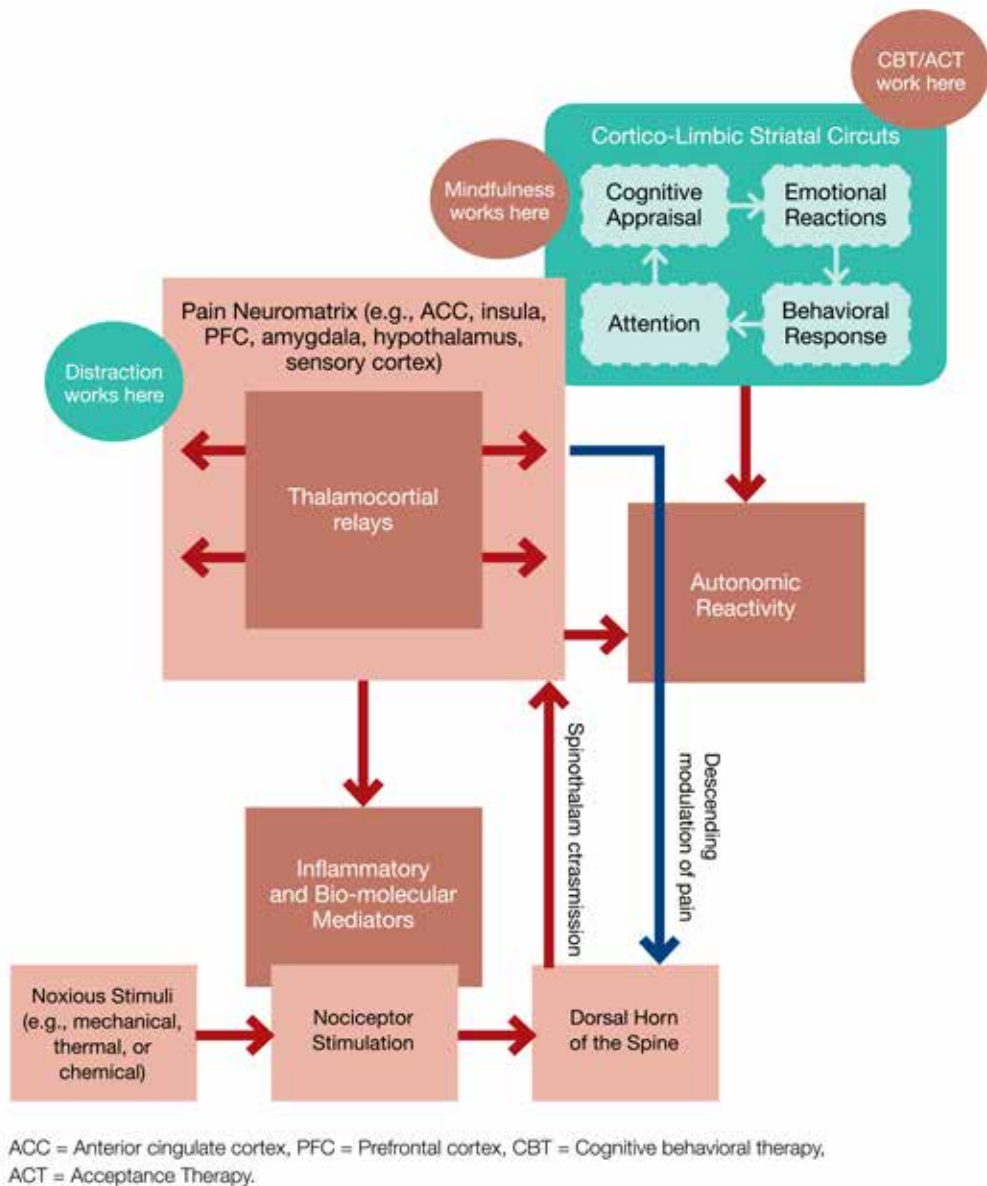 CBT/ACT
work here
Cortico-Limbic Striatal Circuts
Mindfulness
works here
Cognitive
Appraisal
Emotional
Reactions
Attention
Behavioral
Response
Pain Neuromatrix (e.g., ACC, insula,
PFC, amygdala, hypothalamus,
sensory cortex)
Distraction
works here
Thalamocortial
relays
Autonomic
Reactivity
Spinothalam ctrasmission
Descending
modulation of pain
Inflammatory
and Bio-molecular
Mediators
Noxious Stimuli
(e.g., mechanical,
thermal, or
chemical)
Nociceptor
Stimulation
Dorsal Horn
of the Spine
ACC = Anterior cingulate cortex, PFC = Prefrontal cortex, CBT = Cognitive behavioral therapy,
ACT = Acceptance Therapy.